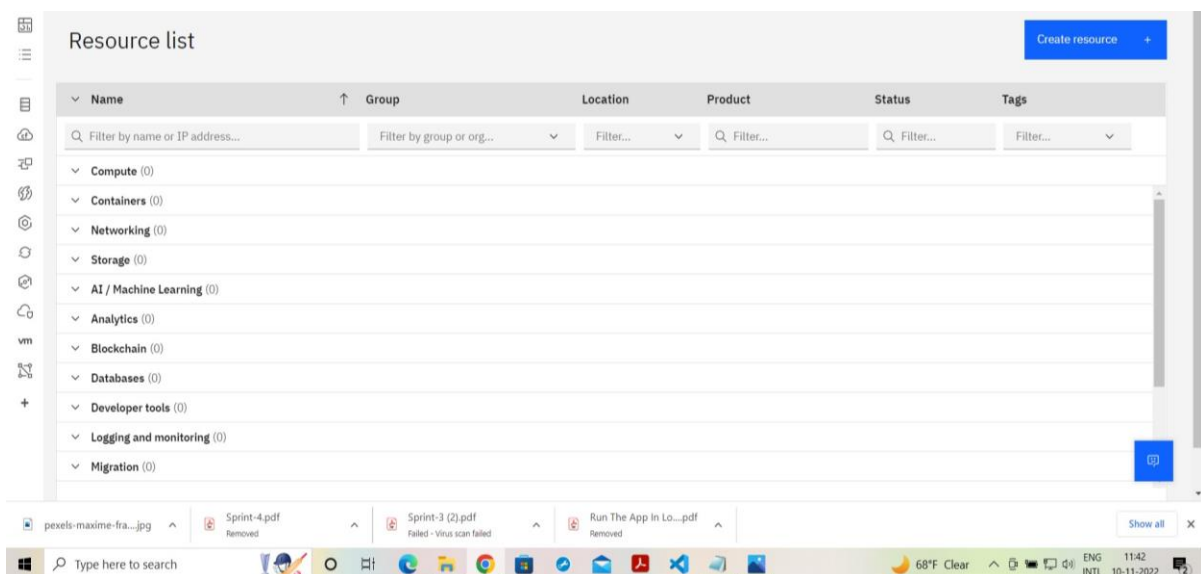 Resource list
Create resource +
Name Group Location Product Status Tags
Filter by name or IP address... Filter by group or org... Filter... Filter... Filter... Filter...
Compute (0)
Containers (0)
Networking (0)
Storage (0)
AI / Machine Learning (0)
Analytics (0)
Blockchain (0)
Databases (0)
Developer tools (0)
Logging and monitoring (0)
Migration (0)
vm
pexels-maxime-fra....jpg
Sprint-4.pdf
Removed
Sprint-3 (2).pdf
Failed - Virus scan failed
Run The App In Lo....pdf
Removed
Show all X
Type here to search
68°F Clear
ENG
INTL
11:42
10-11-2022
2